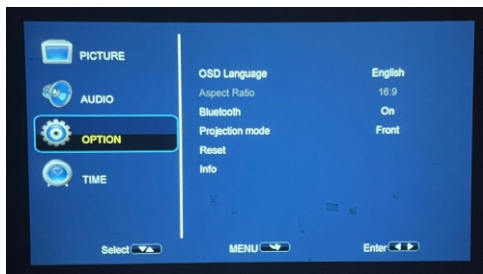 PICTURE
AUDIO
OPTION
TIME
OSD Language English
Aspect Ratio 16:9
Bluetooth On
Projection mode Front
Reset
Info
Select MENU Enter